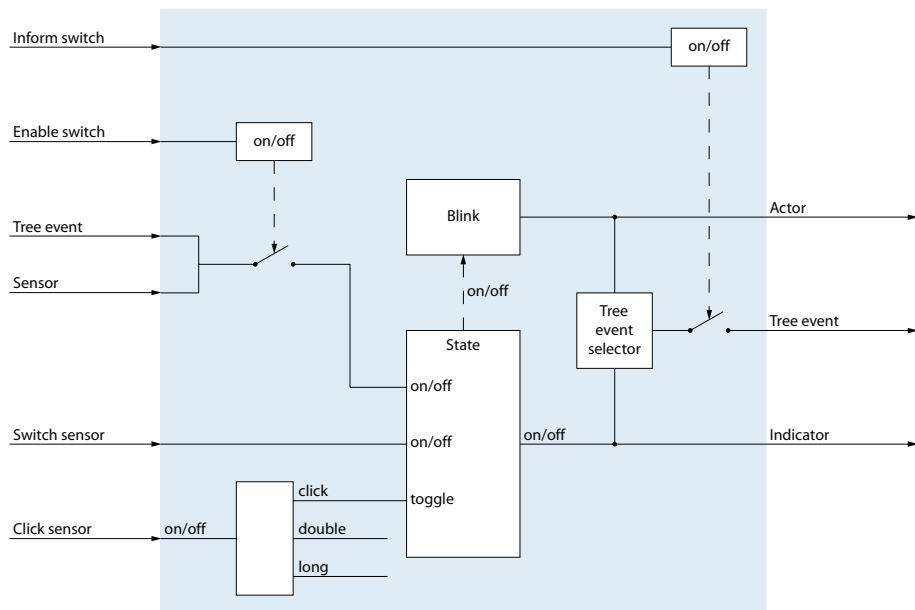 Inform switch
on/off
Enable switch
on/off
Blink
Actor
Tree event
Sensor
on/off
Tree
event
selector
Tree event
State
on/off
Switch sensor
on/off
on/off
Indicator
click
toggle
Click sensor
on/off
double
long